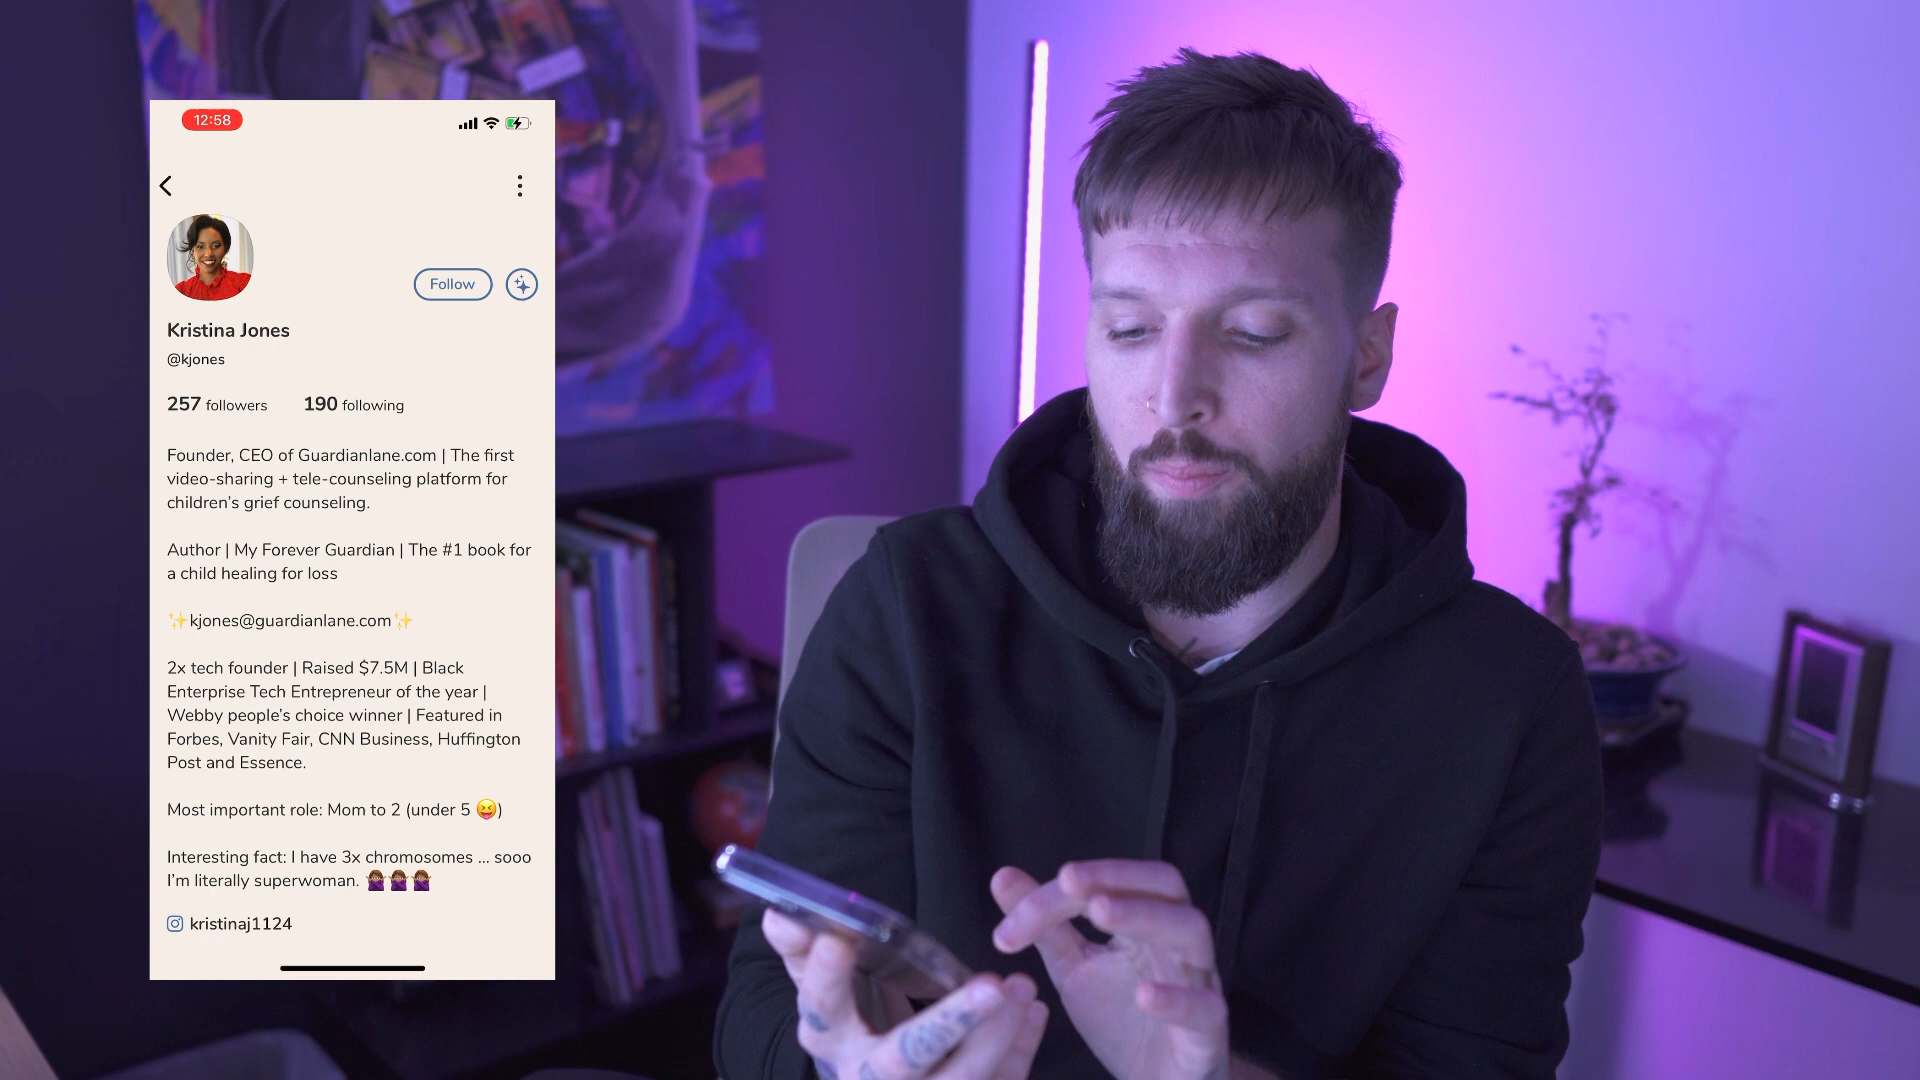 12:58
Follow
Kristina Jones
@kjones
257 followers 190 following
Founder, CEO of Guardianlane.com | The first
video-sharing + tele-counseling platform for
children’s grief counseling.
Author | My Forever Guardian | The #1 book for
a child healing for loss
✨kjones@guardianlane.com✨
2x tech founder | Raised $7.5M | Black
Enterprise Tech Entrepreneur of the year |
Webby people’s choice winner | Featured in
Forbes, Vanity Fair, CNN Business, Huffington
Post and Essence.
Most important role: Mom to 2 (under 5 😝)
Interesting fact: I have 3x chromosomes ... sooo
I’m literally superwoman. 🙅🏽‍♀️🙅🏽‍♀️🙅🏽‍♀️
kristinaj1124